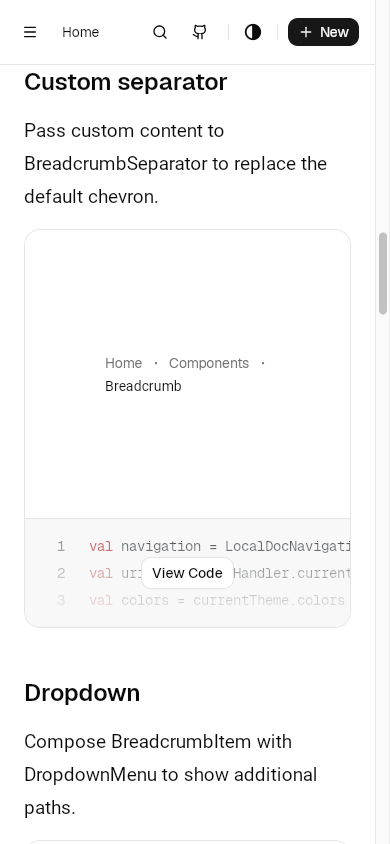 Home
New
Custom separator
Pass custom content to
BreadcrumbSeparator to replace the
default chevron.
Home · Components ·
Breadcrumb
1 val navigation = LocalDocNavigati
2 val uri View Code Handler.current
3 val colors = currentTheme.colors
Dropdown
Compose BreadcrumbItem with
DropdownMenu to show additional
paths.